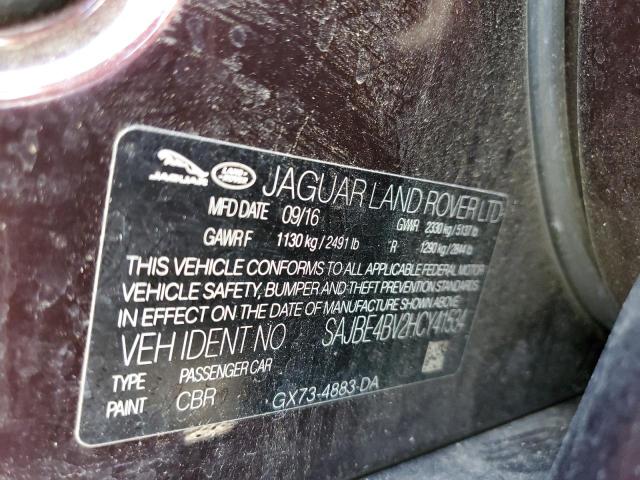 JAGUAR LAND ROVER JAGUAR LAND ROVER LTD
MFD DATE 09/16 GWR 2330 kg / 5137 lb
GAWR F 1130 kg / 2491 lb R 1290 kg / 2844 lb
THIS VEHICLE CONFORMS TO ALL APPLICABLE FEDERAL MOTOR
VEHICLE SAFETY, BUMPER AND THEFT PREVENTION STANDARDS
IN EFFECT ON THE DATE OF MANUFACTURE SHOWN ABOVE.
VEH IDENT NO SAJBE4BV2HCY41534
TYPE PASSENGER CAR
PAINT CBR GX73-4883-DA